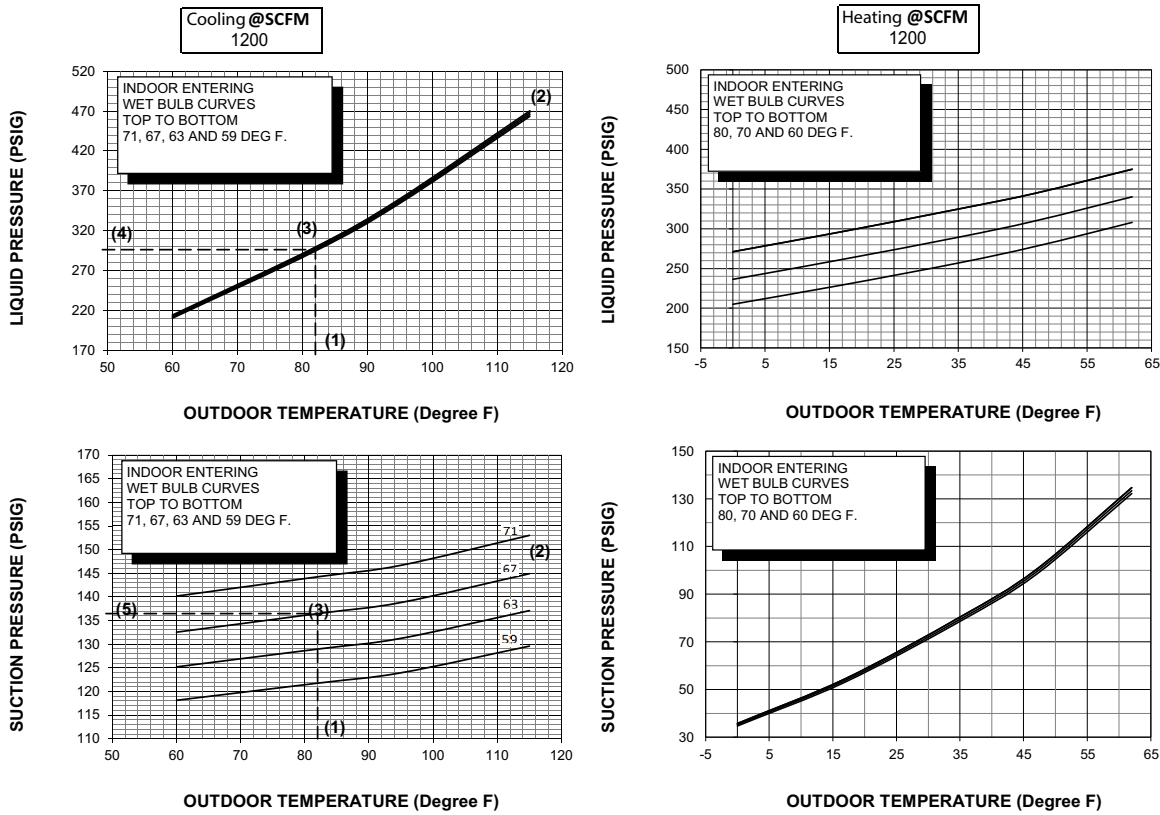 Cooling @SCFM
1200
LIQUID PRESSURE (PSIG)
520
470
420
370
320
270
220
170
INDOOR ENTERING
WET BULB CURVES
TOP TO BOTTOM
71, 67, 63 AND 59 DEG F.
(2)
(3)
(4)
(1)
50 60 70 80 90 100 110 120
OUTDOOR TEMPERATURE (Degree F)
Heating @SCFM
1200
LIQUID PRESSURE (PSIG)
500
450
400
350
300
250
200
150
INDOOR ENTERING
WET BULB CURVES
TOP TO BOTTOM
80, 70 AND 60 DEG F.
-5 5 15 25 35 45 55 65
OUTDOOR TEMPERATURE (Degree F)
SUCTION PRESSURE (PSIG)
170
165
160
155
150
145
140
135
130
125
120
115
110
INDOOR ENTERING
WET BULB CURVES
TOP TO BOTTOM
71, 67, 63 AND 59 DEG F.
71
(2)
67
63
59
(5)
(3)
(1)
50 60 70 80 90 100 110 120
OUTDOOR TEMPERATURE (Degree F)
SUCTION PRESSURE (PSIG)
150
130
110
90
70
50
30
INDOOR ENTERING
WET BULB CURVES
TOP TO BOTTOM
80, 70 AND 60 DEG F.
-5 5 15 25 35 45 55 65
OUTDOOR TEMPERATURE (Degree F)